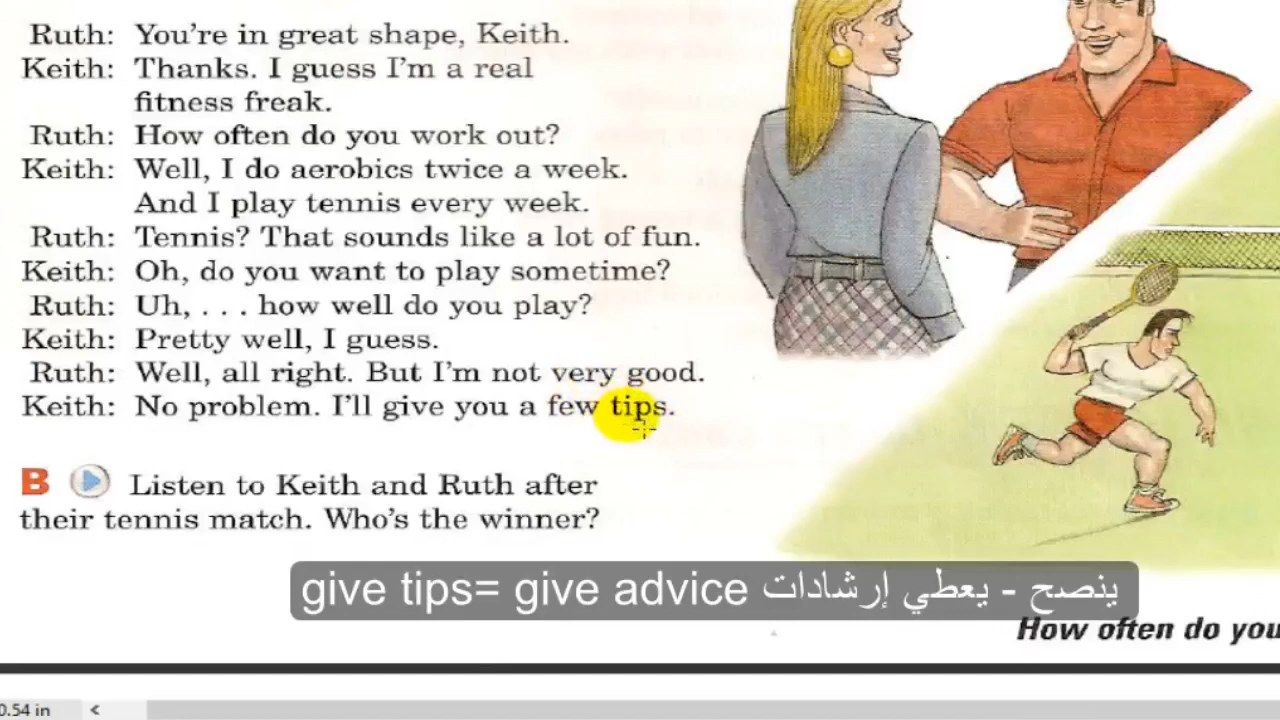 Ruth: You're in great shape, Keith.
Keith: Thanks. I guess I'm a real
fitness freak.
Ruth: How often do you work out?
Keith: Well, I do aerobics twice a week.
And I play tennis every week.
Ruth: Tennis? That sounds like a lot of fun.
Keith: Oh, do you want to play sometime?
Ruth: Uh, . . . how well do you play?
Keith: Pretty well, I guess.
Ruth: Well, all right. But I'm not very good.
Keith: No problem. I'll give you a few tips.
B Listen to Keith and Ruth after
their tennis match. Who's the winner?
give tips= give advice ينصح - يعطي إرشادات
How often do you
0.54 in